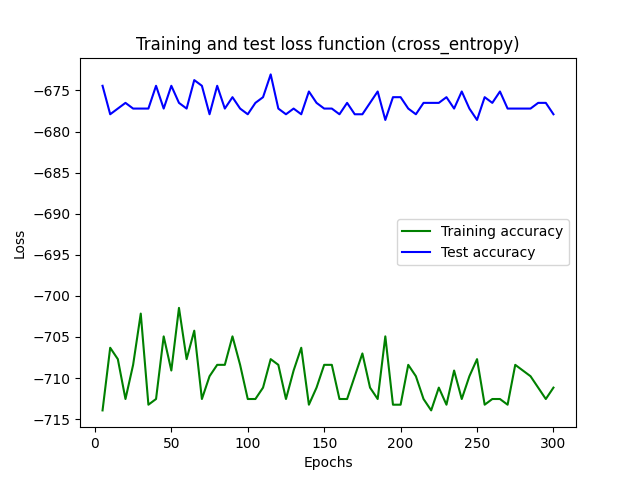 Training and test loss function (cross_entropy)
−675
−680
−685
−690
−695
−700
−705
−710
−715
Loss
Training accuracy
Test accuracy
0 50 100 150 200 250 300
Epochs